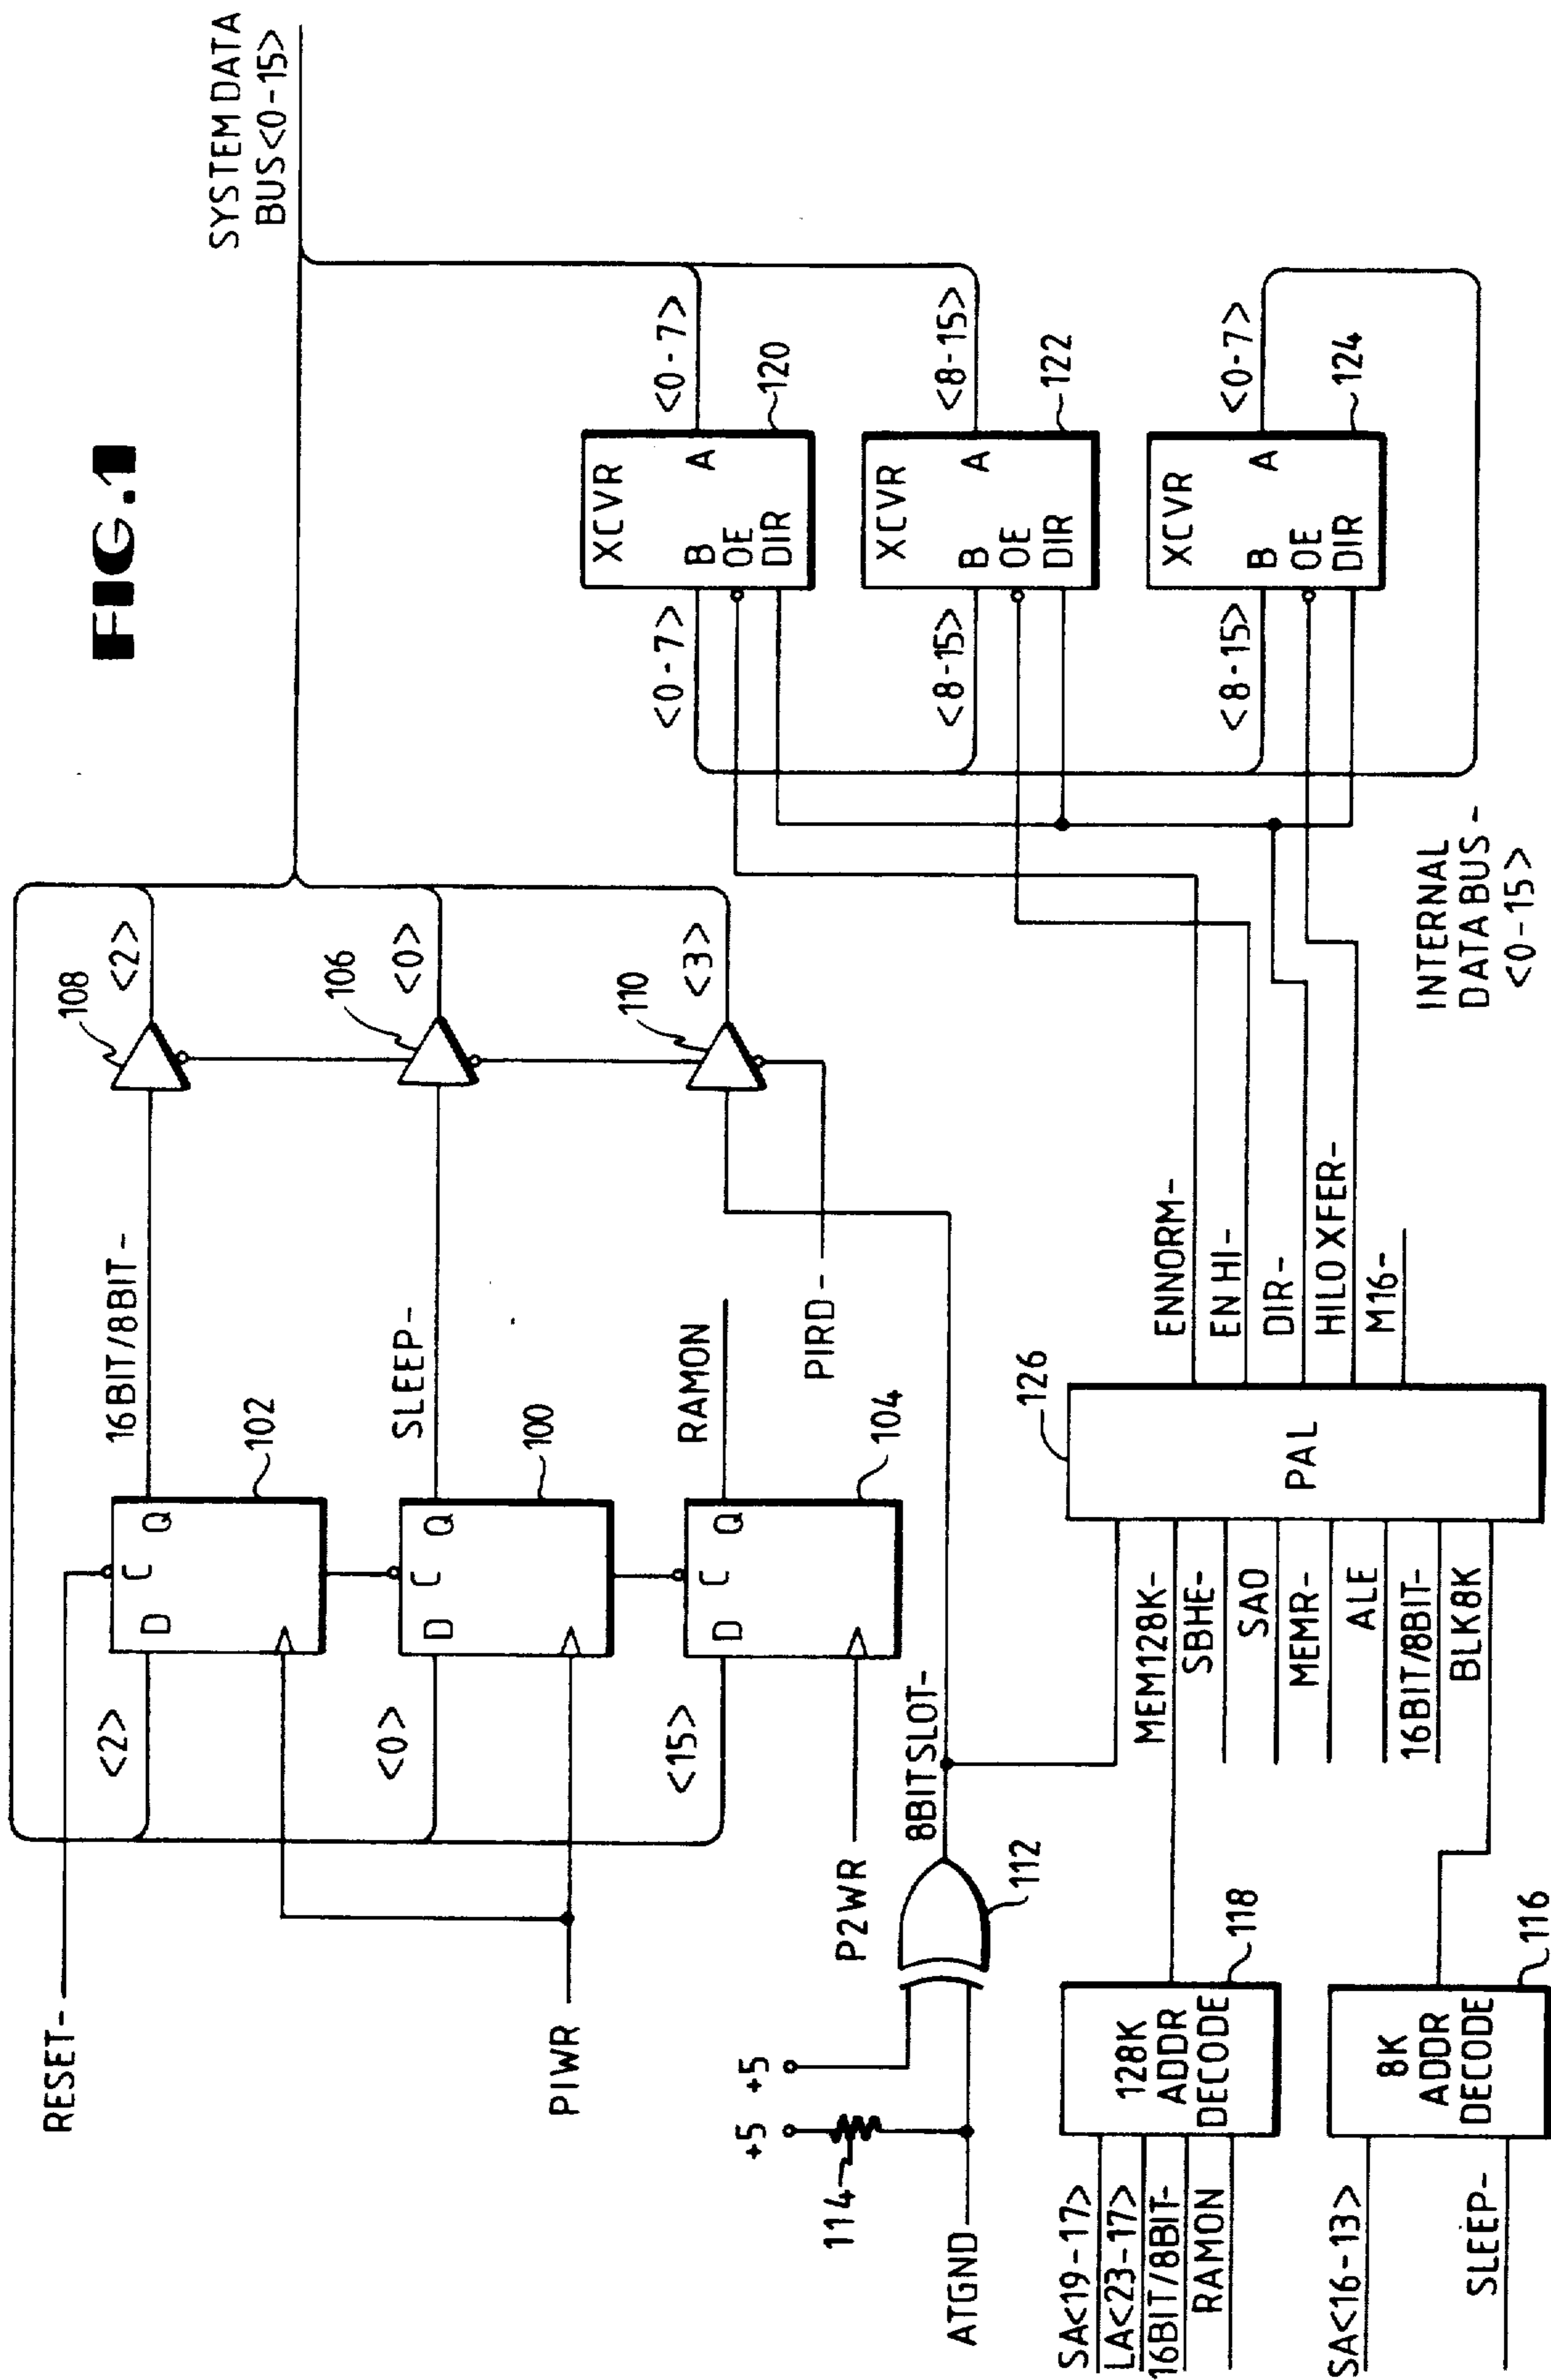 FIG.1
RESET-
16BIT/8BIT-
108
<2>
SYSTEM DATA
BUS<0-15>
<2>
D
C
Q
102
SLEEP-
106
<0>
<0>
D
C
Q
100
PIWR
RAMON
110
<3>
<15>
D
Q
C
104
P2WR
PIRD-
+5
+5
114
ATGND
112
8BITSLOT-
<0-7>
XCVR
B
A
OE
DIR
<0-7>
120
<8-15>
XCVR
B
A
OE
DIR
<8-15>
122
<8-15>
XCVR
B
A
OE
DIR
<0-7>
124
SA<19-17>
LA<23-17>
16BIT/8BIT-
RAMON
128K
ADDR
DECODE
118
MEM128K-
SBHE-
SA0
MEMR-
ALE
16BIT/8BIT-
BLK8K
PAL
126
ENNORM-
EN HI-
DIR-
HILO XFER-
M16-
INTERNAL
DATA BUS-
<0-15>
SA<16-13>
SLEEP-
8K
ADDR
DECODE
116